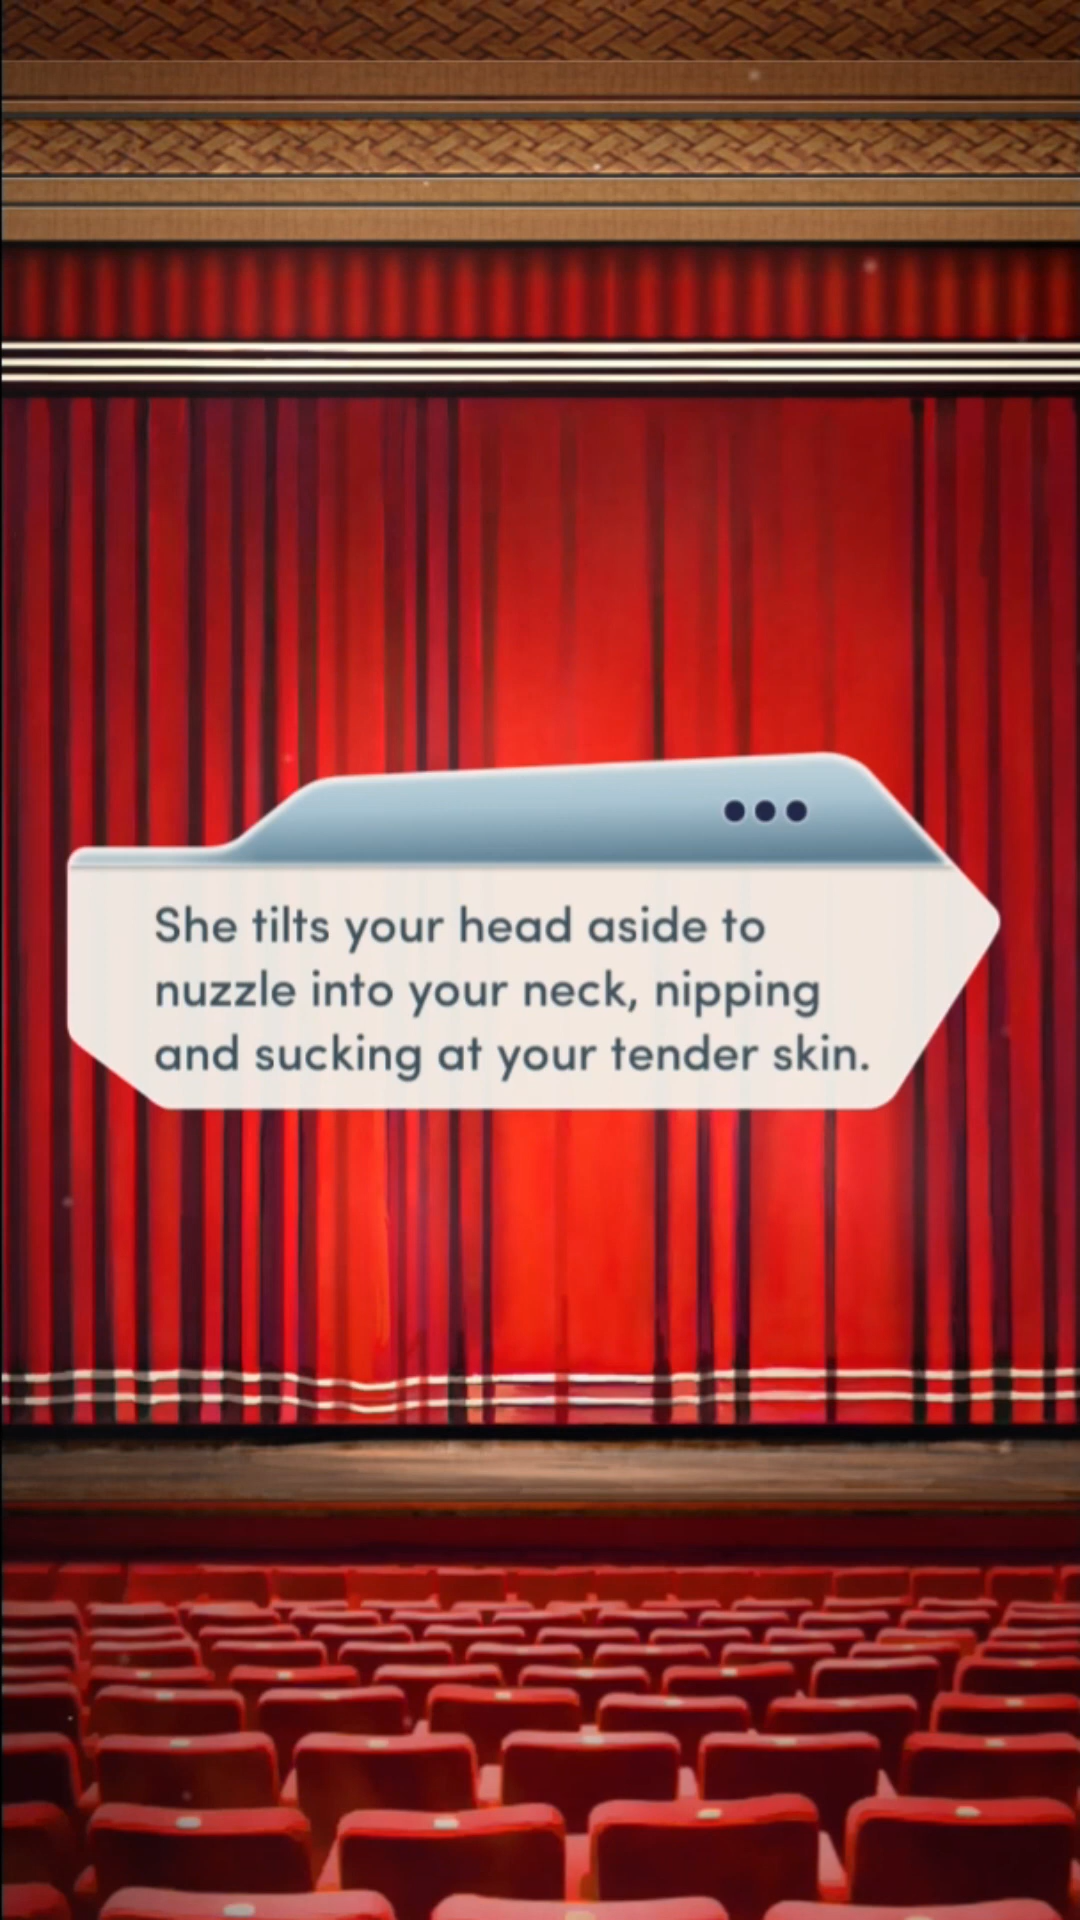 She tilts your head aside to
nuzzle into your neck, nipping
and sucking at your tender skin.